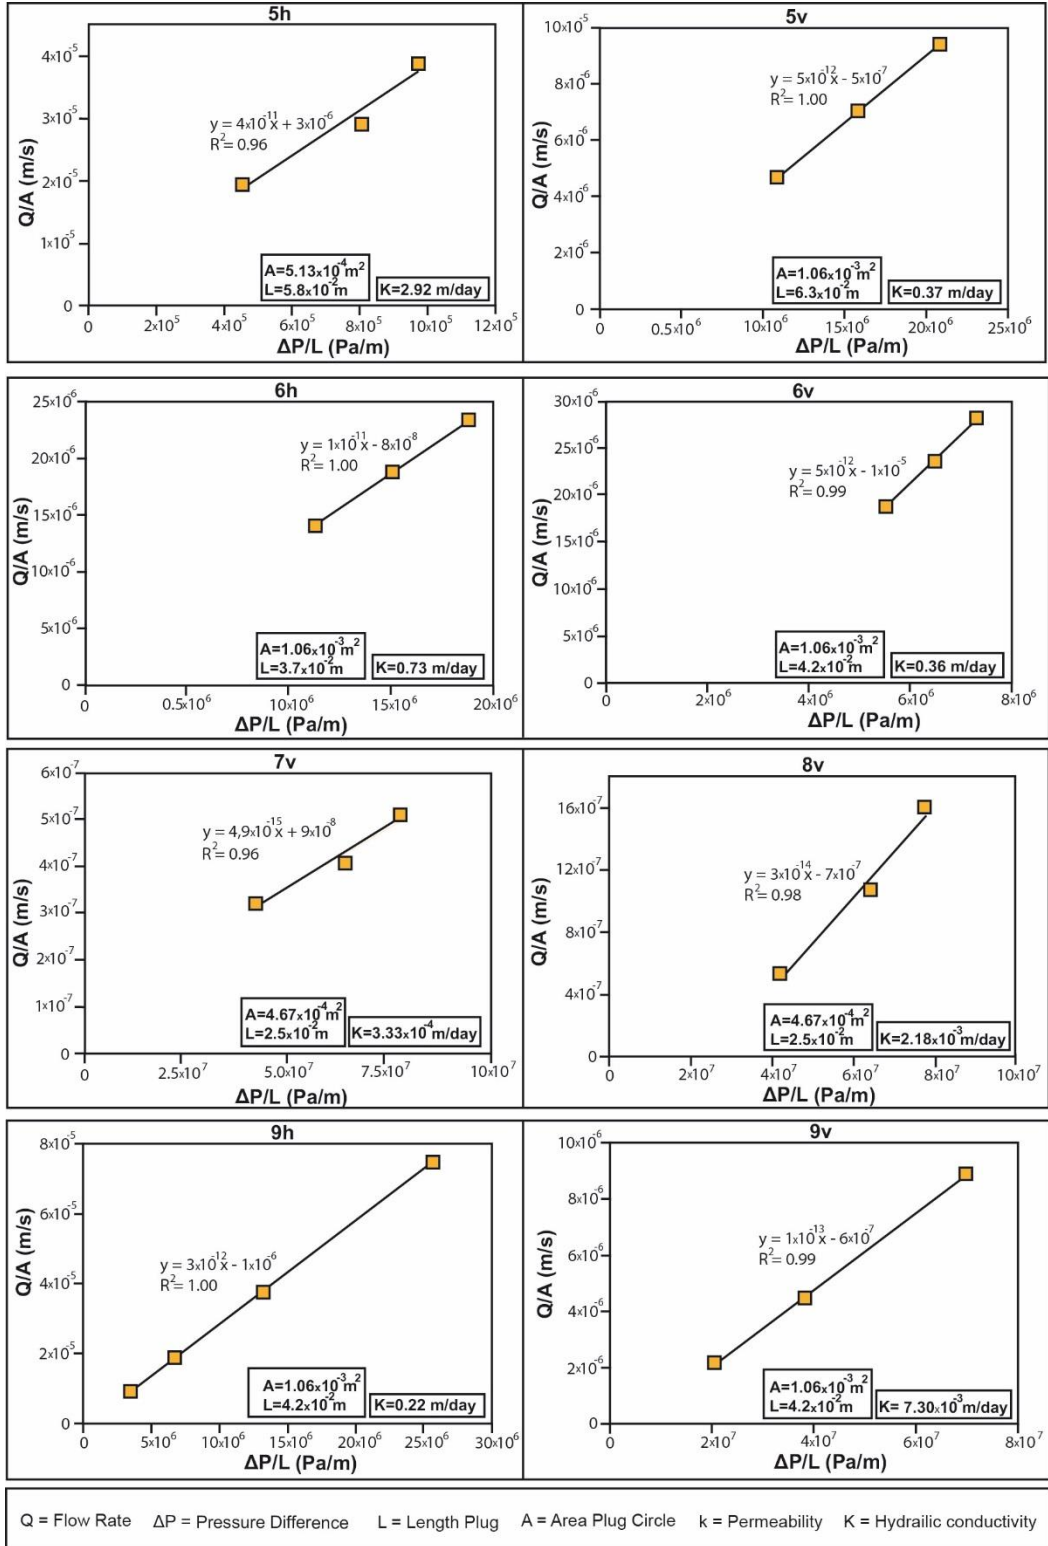 5h
Q/A (m/s)
4x10⁻⁵
3x10⁻⁵
2x10⁻⁵
1x10⁻⁵
0
y = 4x10⁻¹¹x + 3x10⁻⁶
R² = 0.96
A=5.13x10⁻⁴m²
L=5.8x10⁻²m
K=2.92 m/day
0 2x10⁵ 4x10⁵ 6x10⁵ 8x10⁵ 10x10⁵ 12x10⁵
ΔP/L (Pa/m)
5v
Q/A (m/s)
10x10⁻⁵
8x10⁻⁶
6x10⁻⁶
4x10⁻⁶
2x10⁻⁶
0
y = 5x10⁻¹²x - 5x10⁻⁷
R² = 1.00
A=1.06x10⁻³m²
L=6.3x10⁻²m
K=0.37 m/day
0 0.5x10⁶ 10x10⁶ 15x10⁶ 20x10⁶ 25x10⁶
ΔP/L (Pa/m)
6h
Q/A (m/s)
25x10⁻⁶
20x10⁻⁶
15x10⁻⁶
10x10⁻⁶
5x10⁻⁶
0
y = 1x10⁻¹¹x - 8x10⁻⁸
R² = 1.00
A=1.06x10⁻³m²
L=3.7x10⁻²m
K=0.73 m/day
0 0.5x10⁶ 10x10⁶ 15x10⁶ 20x10⁶
ΔP/L (Pa/m)
6v
Q/A (m/s)
30x10⁻⁶
25x10⁻⁶
20x10⁻⁶
15x10⁻⁶
10x10⁻⁶
5x10⁻⁶
0
y = 5x10⁻¹²x - 1x10⁻⁵
R² = 0.99
A=1.06x10⁻³m²
L=4.2x10⁻²m
K=0.36 m/day
0 2x10⁶ 4x10⁶ 6x10⁶ 8x10⁶
ΔP/L (Pa/m)
7v
Q/A (m/s)
6x10⁻⁷
5x10⁻⁷
4x10⁻⁷
3x10⁻⁷
2x10⁻⁷
1x10⁻⁷
0
y = 4,9x10⁻¹⁵x + 9x10⁻⁸
R² = 0.96
A=4.67x10⁻⁴m²
L=2.5x10⁻²m
K=3.33x10⁻⁴m/day
0 2.5x10⁷ 5.0x10⁷ 7.5x10⁷ 10x10⁷
ΔP/L (Pa/m)
8v
Q/A (m/s)
16x10⁻⁷
12x10⁻⁷
8x10⁻⁷
4x10⁻⁷
0
y = 3x10⁻¹⁴x - 7x10⁻⁷
R² = 0.98
A=4.67x10⁻⁴m²
L=2.5x10⁻²m
K=2.18x10⁻³m/day
0 2x10⁷ 4x10⁷ 6x10⁷ 8x10⁷ 10x10⁷
ΔP/L (Pa/m)
9h
Q/A (m/s)
8x10⁻⁵
6x10⁻⁵
4x10⁻⁵
2x10⁻⁵
0
y = 3x10⁻¹²x - 1x10⁻⁶
R² = 1.00
A=1.06x10⁻³m²
L=4.2x10⁻²m
K=0.22 m/day
0 5x10⁶ 10x10⁶ 15x10⁶ 20x10⁶ 25x10⁶ 30x10⁶
ΔP/L (Pa/m)
9v
Q/A (m/s)
10x10⁻⁶
8x10⁻⁶
6x10⁻⁶
4x10⁻⁶
2x10⁻⁶
0
y = 1x10⁻¹³x - 6x10⁻⁷
R² = 0.99
A=1.06x10⁻³m²
L=4.2x10⁻²m
K= 7.30x10⁻³m/day
0 2x10⁷ 4x10⁷ 6x10⁷ 8x10⁷
ΔP/L (Pa/m)
Q = Flow Rate ΔP = Pressure Difference L = Length Plug A = Area Plug Circle k = Permeability K = Hydrailic conductivity